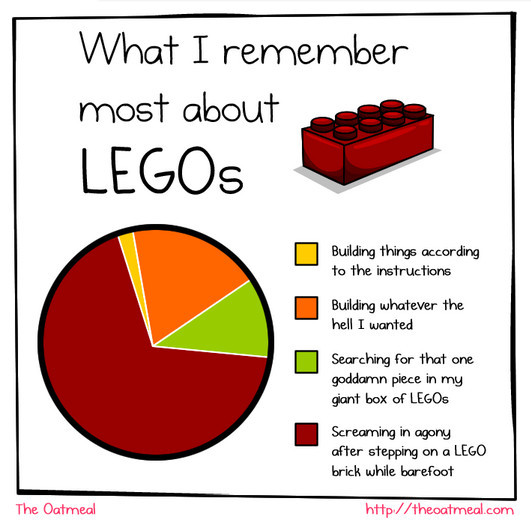 What I remember
most about
LEGOs
Building things according
to the instructions
Building whatever the
hell I wanted
Searching for that one
goddamn piece in my
giant box of LEGOs
Screaming in agony
after stepping on a LEGO
brick while barefoot
The Oatmeal
http://theoatmeal.com